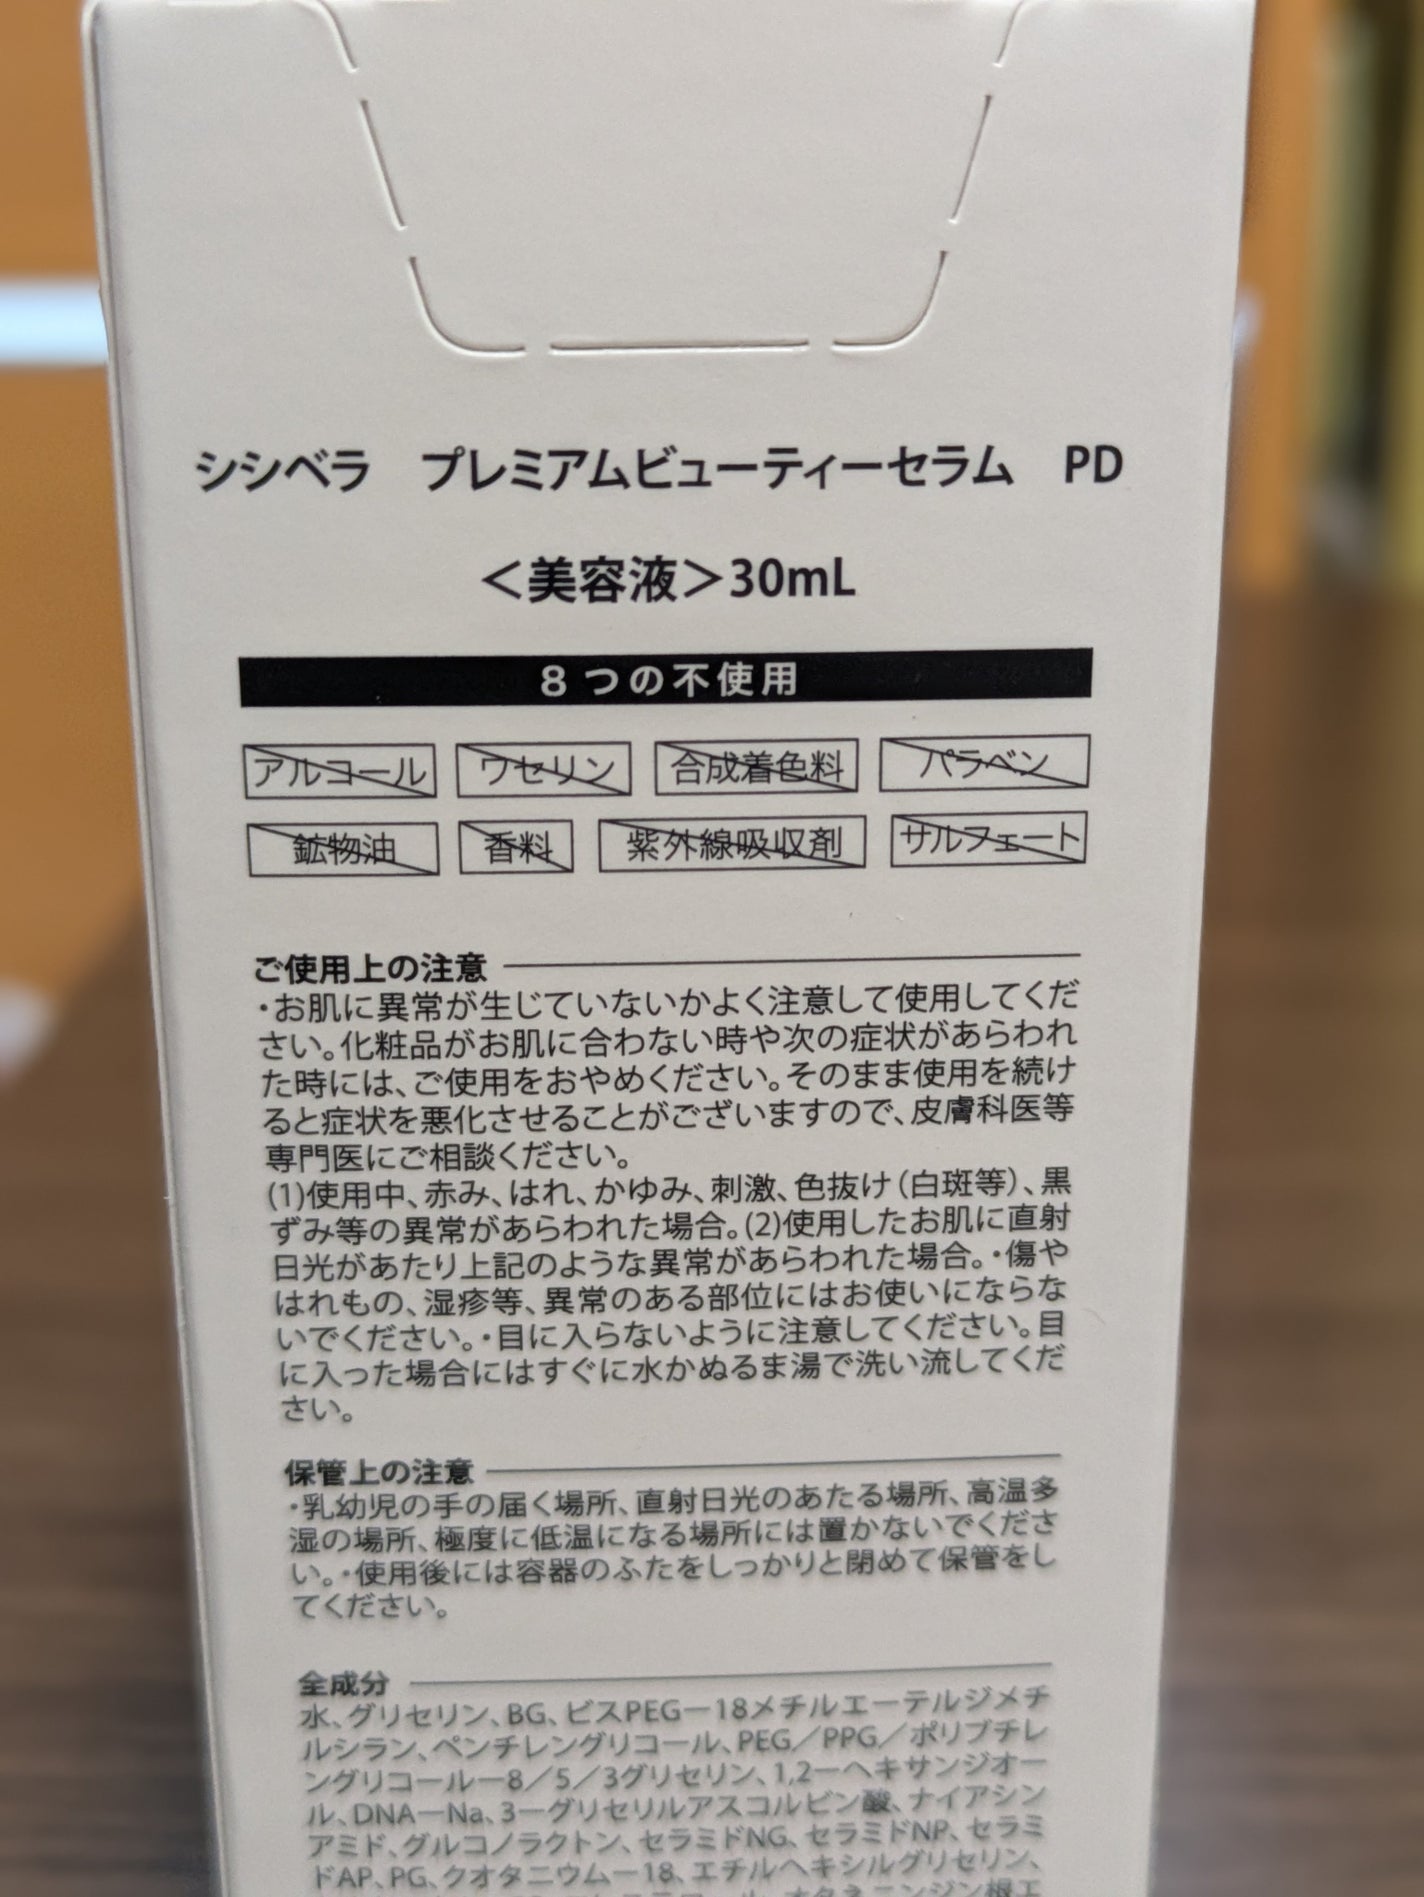 シシベラ　プレミアムビューティーセラム　PD
＜美容液＞30mL
8つの不使用
アルコール ワセリン 合成着色料 パラベン
鉱物油 香料 紫外線吸収剤 サルフェート
ご使用上の注意
・お肌に異常が生じていないかよく注意して使用してくだ
さい。化粧品がお肌に合わない時や次の症状があらわれ
た時には、ご使用をおやめください。そのまま使用を続け
ると症状を悪化させることがございますので、皮膚科医等
専門医にご相談ください。
(1)使用中、赤み、はれ、かゆみ、刺激、色抜け（白斑等）、黒
ずみ等の異常があらわれた場合。(2)使用したお肌に直射
日光があたり上記のような異常があらわれた場合。・傷や
はれもの、湿疹等、異常のある部位にはお使いにならな
いでください。・目に入らないように注意してください。目
に入った場合にはすぐに水かぬるま湯で洗い流してくだ
さい。
保管上の注意
・乳幼児の手の届く場所、直射日光のあたる場所、高温多
湿の場所、極度に低温になる場所には置かないでくださ
い。・使用後には容器のふたをしっかりと閉めて保管をし
てください。
全成分
水、グリセリン、BG、ビスPEG－18メチルエーテルジメチ
ルシラン、ペンチレングリコール、PEG／PPG／ポリブチレ
ングリコール－8／5／3グリセリン、1,2－ヘキサンジオー
ル、DNA－Na、3－グリセリルアスコルビン酸、ナイアシン
アミド、グルコノラクトン、セラミドNG、セラミドNP、セラミ
ドAP、PG、クオタニウム－18、エチルヘキシルグリセリン、
オタネニンジン根エ